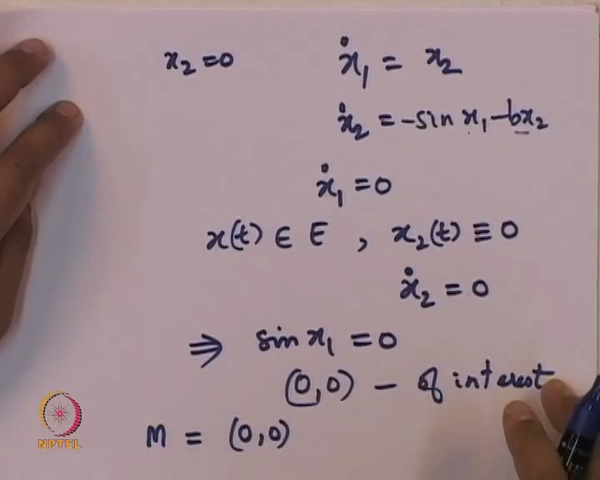 x₂=0 ẋ₁ = x₂
ẋ₂ = -sin x₁ -bx₂
ẋ₁ = 0
x(t) ∈ E , x₂(t) ≡ 0
ẋ₂ = 0
⇒ sin x₁ = 0
(0,0) - of interest
M = (0,0)
NPTEL